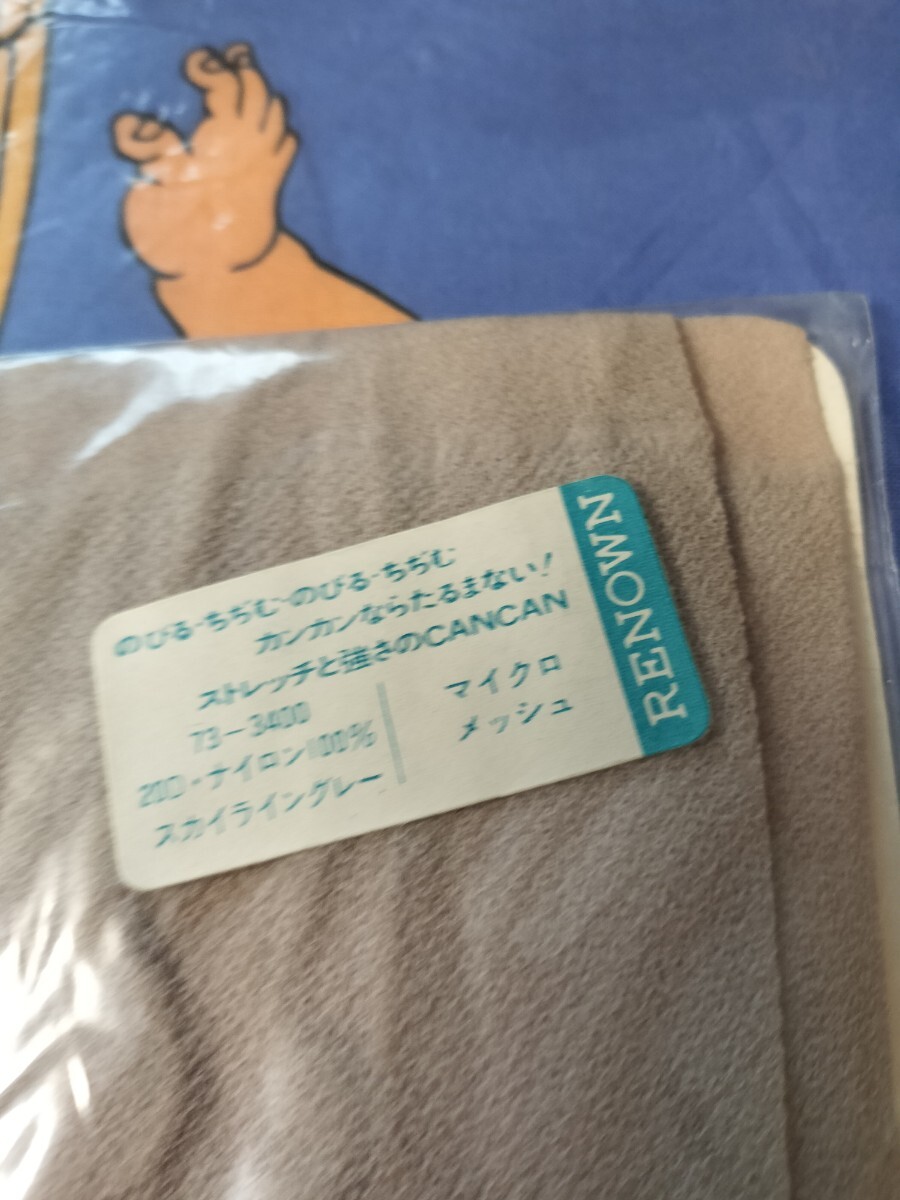 のびる・ちぢむ・のびる・ちぢむ
カンカンならたるまない!
ストレッチと強さのCANCAN
73-3400
20D・ナイロン100%
スカイライングレー
マイクロ
メッシュ
RENOWN